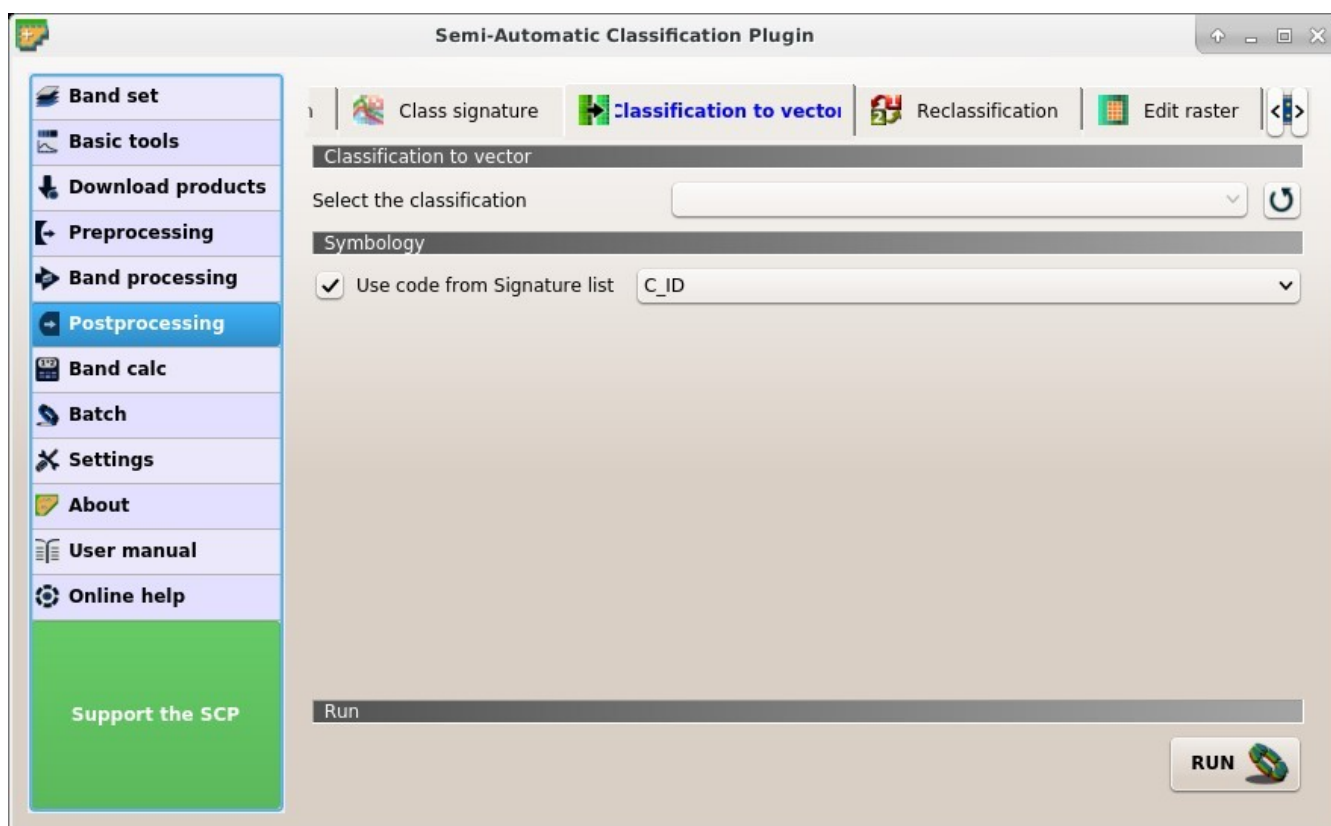 Semi-Automatic Classification Plugin
Band set
Basic tools
Download products
Preprocessing
Band processing
Postprocessing
Band calc
Batch
Settings
About
User manual
Online help
Support the SCP
Class signature
Classification to vector
Reclassification
Edit raster
Classification to vector
Select the classification
Symbology
Use code from Signature list
C_ID
Run
RUN